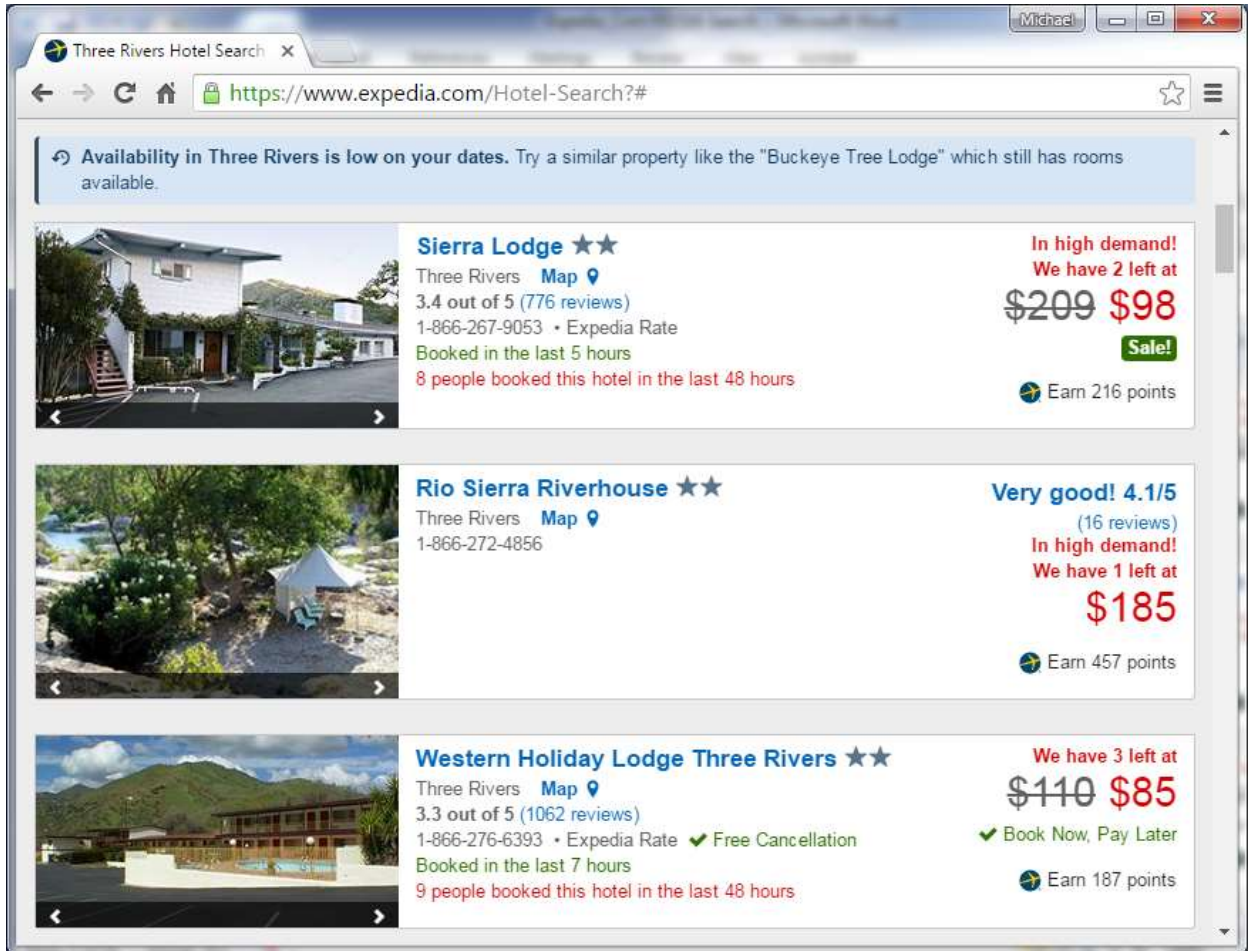 Michael
Three Rivers Hotel Search
https://www.expedia.com/Hotel-Search?#
Availability in Three Rivers is low on your dates. Try a similar property like the "Buckeye Tree Lodge" which still has rooms
available.
Sierra Lodge
Three Rivers Map
3.4 out of 5 (776 reviews)
1-866-267-9053 • Expedia Rate
Booked in the last 5 hours
8 people booked this hotel in the last 48 hours
In high demand!
We have 2 left at
$209 $98
Sale!
Earn 216 points
Rio Sierra Riverhouse
Three Rivers Map
1-866-272-4856
Very good! 4.1/5
(16 reviews)
In high demand!
We have 1 left at
$185
Earn 457 points
Western Holiday Lodge Three Rivers
Three Rivers Map
3.3 out of 5 (1062 reviews)
1-866-276-6393 • Expedia Rate ✔ Free Cancellation
Booked in the last 7 hours
9 people booked this hotel in the last 48 hours
We have 3 left at
$110 $85
✔ Book Now, Pay Later
Earn 187 points